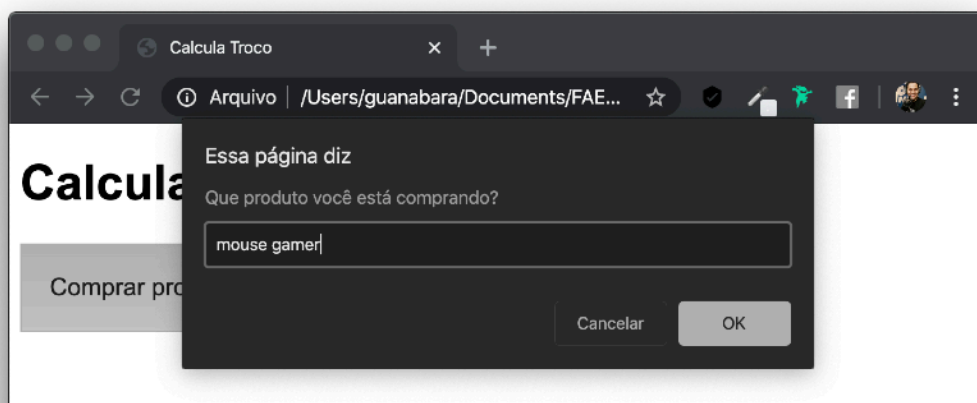 Calcula Troco
Arquivo /Users/guanabara/Documents/FAE...
Essa página diz
Que produto você está comprando?
mouse gamer
Cancelar OK
Calcula
Comprar